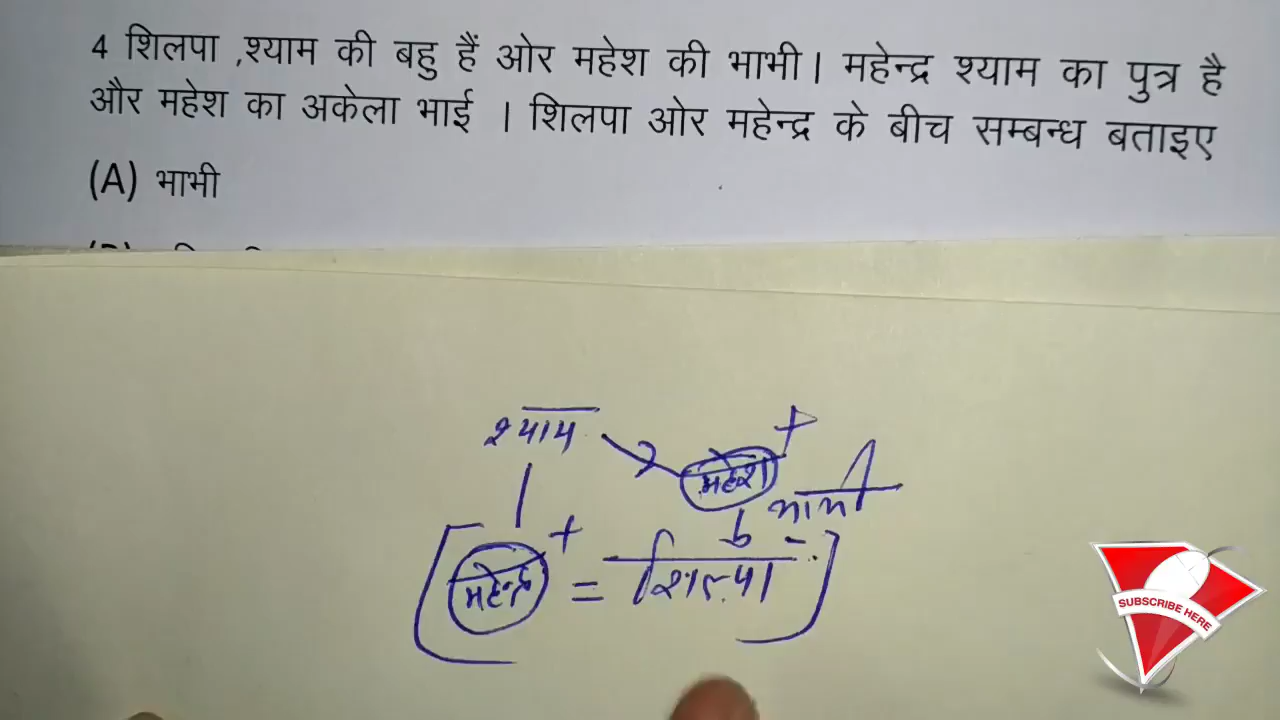 4 शिलपा ,श्याम की बहु हैं ओर महेश की भाभी। महेन्द्र श्याम का पुत्र है
और महेश का अकेला भाई । शिलपा ओर महेन्द्र के बीच सम्बन्ध बताइए
(A) भाभी
श्याम
+
महेश
भाभी
महेन्द्र + = शिल्पा -
SUBSCRIBE HERE